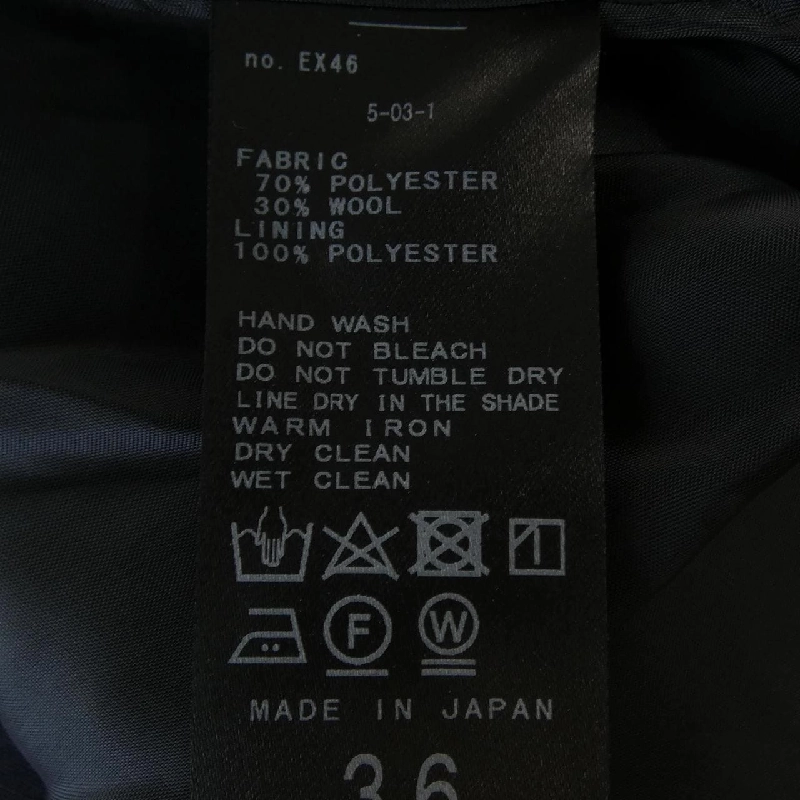 no. EX46
5-03-1
FABRIC
70% POLYESTER
30% WOOL
LINING
100% POLYESTER
HAND WASH
DO NOT BLEACH
DO NOT TUMBLE DRY
LINE DRY IN THE SHADE
WARM IRON
DRY CLEAN
WET CLEAN
F W
MADE IN JAPAN
36